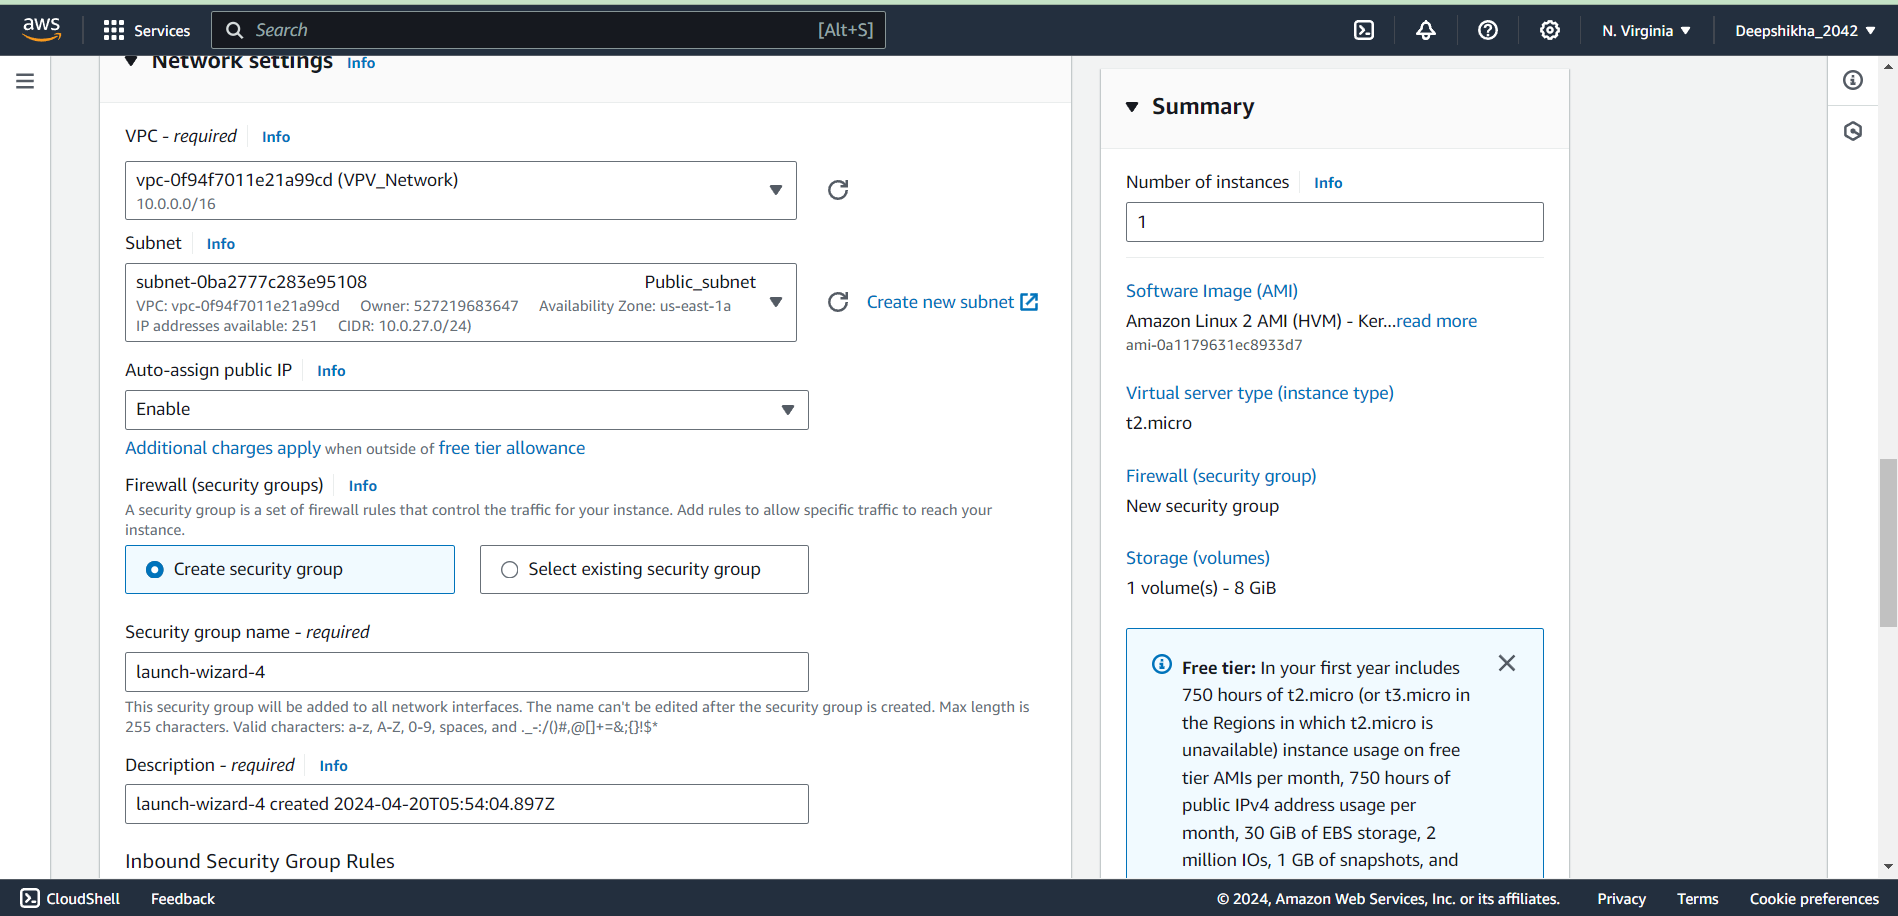 aws
Services
Search
[Alt+S]
N. Virginia
Deepshikha_2042
Network settings Info
VPC - required Info
vpc-0f94f7011e21a99cd (VPV_Network)
10.0.0.0/16
Subnet Info
subnet-0ba2777c283e95108 Public_subnet
VPC: vpc-0f94f7011e21a99cd Owner: 527219683647 Availability Zone: us-east-1a
IP addresses available: 251 CIDR: 10.0.27.0/24)
Create new subnet
Auto-assign public IP Info
Enable
Additional charges apply when outside of free tier allowance
Firewall (security groups) Info
A security group is a set of firewall rules that control the traffic for your instance. Add rules to allow specific traffic to reach your
instance.
Create security group
Select existing security group
Security group name - required
launch-wizard-4
This security group will be added to all network interfaces. The name can't be edited after the security group is created. Max length is
255 characters. Valid characters: a-z, A-Z, 0-9, spaces, and ._-:/()#,@[]+=&;{}!$*
Description - required Info
launch-wizard-4 created 2024-04-20T05:54:04.897Z
Inbound Security Group Rules
Summary
Number of instances Info
1
Software Image (AMI)
Amazon Linux 2 AMI (HVM) - Ker...read more
ami-0a1179631ec8933d7
Virtual server type (instance type)
t2.micro
Firewall (security group)
New security group
Storage (volumes)
1 volume(s) - 8 GiB
Free tier: In your first year includes
750 hours of t2.micro (or t3.micro in
the Regions in which t2.micro is
unavailable) instance usage on free
tier AMIs per month, 750 hours of
public IPv4 address usage per
month, 30 GiB of EBS storage, 2
million IOs, 1 GB of snapshots, and
CloudShell
Feedback
© 2024, Amazon Web Services, Inc. or its affiliates.
Privacy
Terms
Cookie preferences